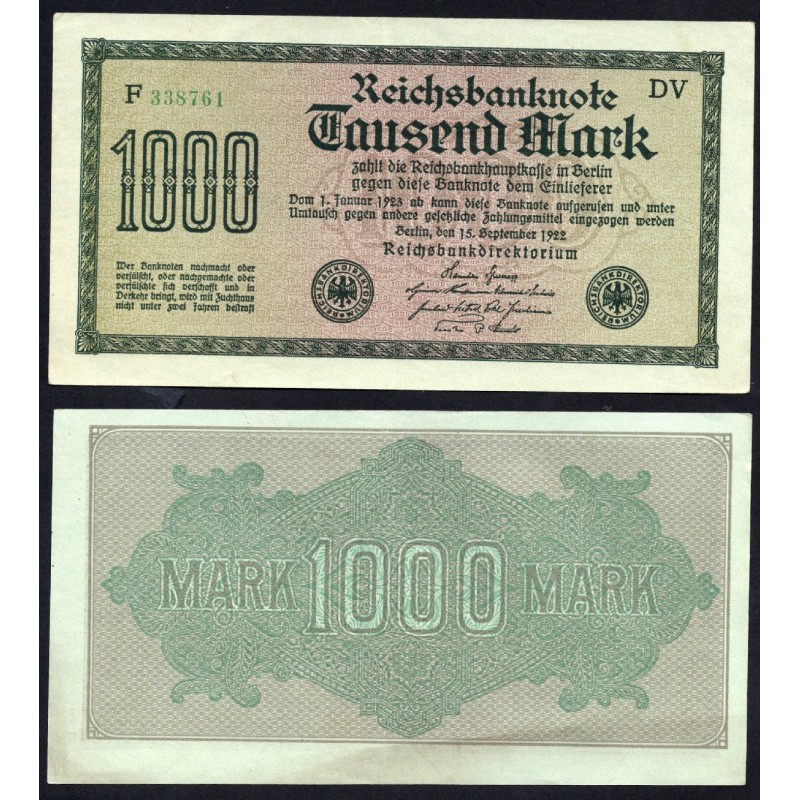 F 338761
DV
1000
Reichsbanknote
Tausend Mark
zahlt die Reichsbankhauptkasse in Berlin
gegen diese Banknote dem Einlieferer
Vom 1. Januar 1923 ab kann diese Banknote aufgerufen und unter
Umtausch gegen andere gesetzliche Zahlungsmittel eingezogen werden
Berlin, den 15. September 1922
Reichsbankdirektorium
Wer Banknoten nachmacht oder
verfälscht, oder nachgemachte oder
verfälschte sich verschafft und in
Verkehr bringt, wird mit Zuchthaus
nicht unter zwei Jahren bestraft
REICHSBANKDIREKTORIUM
REICHSBANKDIREKTORIUM
MARK 1000 MARK